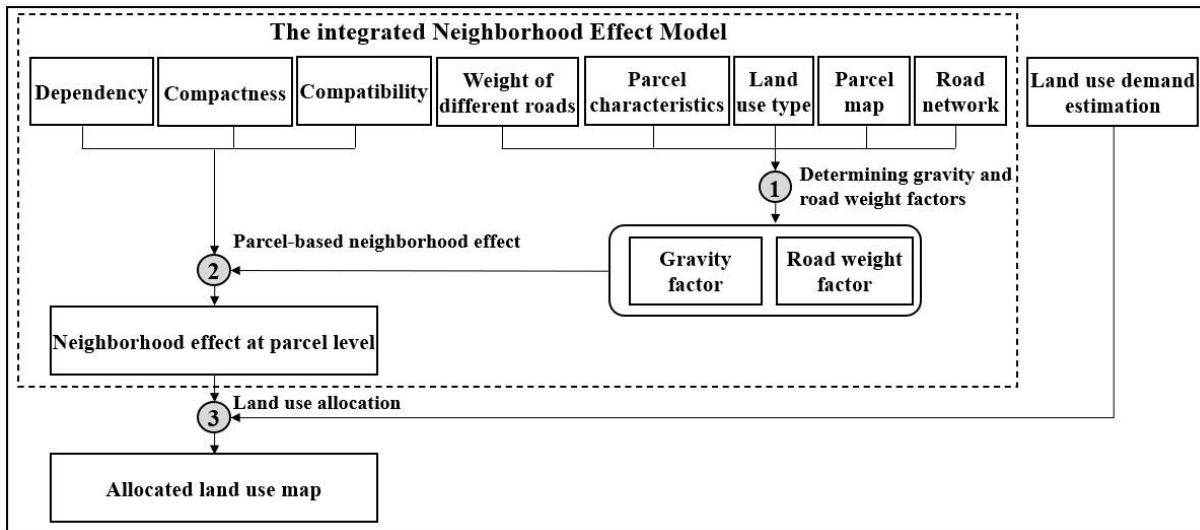 The integrated Neighborhood Effect Model
Dependency
Compactness
Compatibility
Weight of
different roads
Parcel
characteristics
Land
use type
Parcel
map
Road
network
Land use demand
estimation
1
Determining gravity and
road weight factors
Parcel-based neighborhood effect
2
Gravity
factor
Road weight
factor
Neighborhood effect at parcel level
3
Land use allocation
Allocated land use map